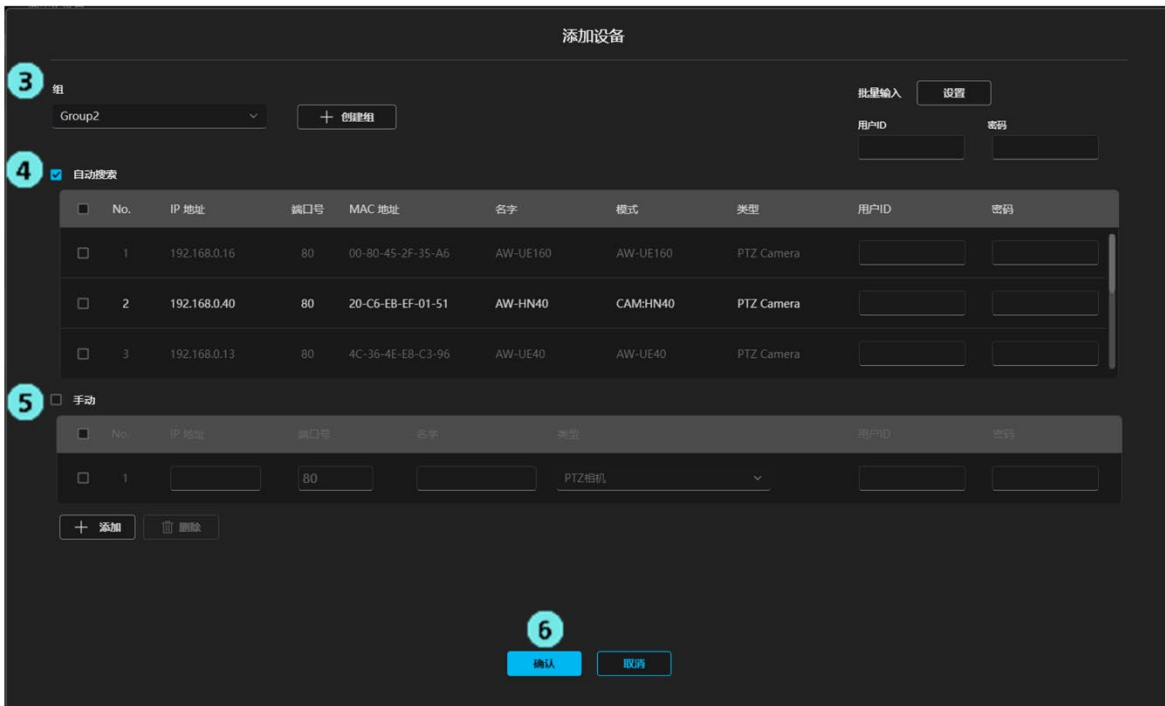 添加设备
3
组
批量输入 设置
Group2 创建组
用户ID 密码
4 自动搜索
No. IP 地址 端口号 MAC 地址 名字 模式 类型 用户ID 密码
1 192.168.0.16 80 00-80-45-2F-35-A6 AW-UE160 AW-UE160 PTZ Camera
2 192.168.0.40 80 20-C6-EB-EF-01-51 AW-HN40 CAM:HN40 PTZ Camera
3 192.168.0.13 80 4C-36-4E-E8-C3-96 AW-UE40 AW-UE40 PTZ Camera
5 手动
No. IP 地址 端口号 名字 类型 用户ID 密码
1 80 PTZ相机
添加 删除
6
确认 取消